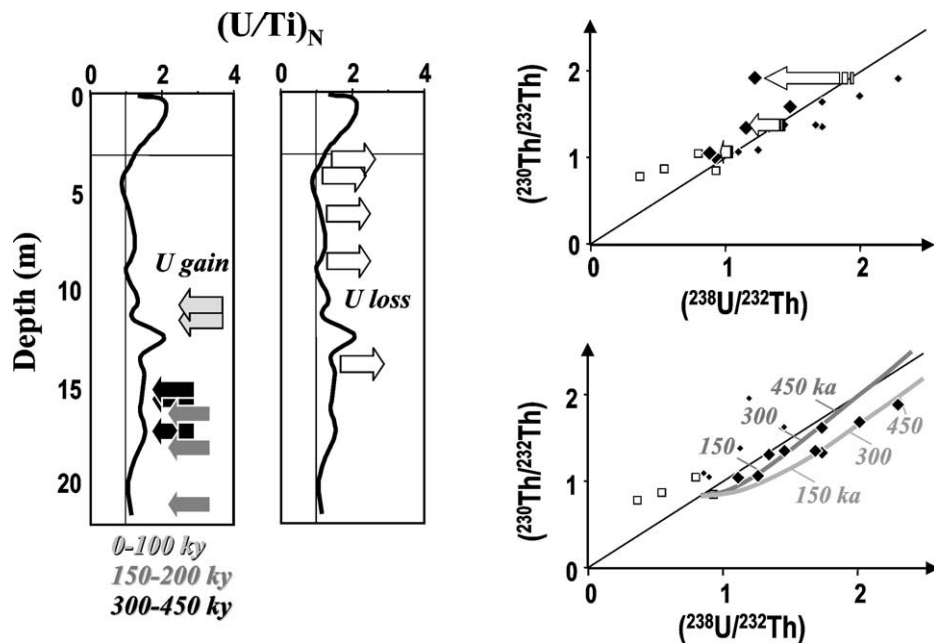 (U/Ti)N
0 2 4
0 2 4
0
5
10
15
20
Depth (m)
U gain
U loss
0-100 ky
150-200 ky
300-450 ky
(230Th/232Th)
2
1
0
0 1 2
(238U/232Th)
(230Th/232Th)
2
1
0
450 ka
300
150
450
300
150 ka
0 1 2
(238U/232Th)